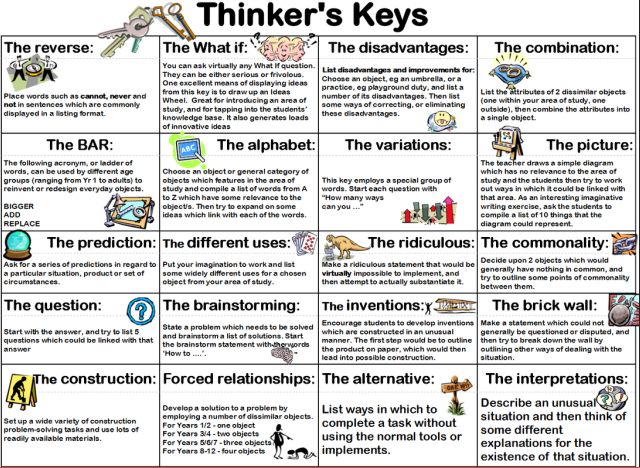 Thinker's Keys
The reverse:
Place words such as cannot, never and
not in sentences which are commonly
displayed in a listing format.
The What if:
You can ask yourself any What If question.
They can be either serious or frivolous.
One excellent means of displaying ideas
from this key is to draw up an Ideas
Wheel. Great for introducing an area of
study, and for tapping into the students'
knowledge base. It also generates loads
of innovative ideas
The disadvantages:
List disadvantages and improvements for:
Choose an object, eg an umbrella, or a
practice, eg playground duty, and list a
number of its disadvantages. Then list
some ways of correcting, or eliminating
these disadvantages.
The combination:
List the attributes of 2 dissimilar objects
(one within your area of study, one
outside), then combine the attributes into
a single object.
The BAR:
The following acronym, or ladder of
words, can be used by different age
groups (ranging from Yr 1 to adults) to
reinvent or redesign everyday objects.
BIGGER
ADD
REPLACE
ABC
The alphabet:
Choose an object or general category of
objects which features in the area of
study and compile a list of words from A
to Z which have some relevance to the
objects. Then try to expand on some
ideas which link with each of the words.
The variations:
This key employs a special group of
words. Start each question with
"How many ways
can you ..."
The picture:
The teacher draws a simple diagram
which has no relevance to the area of
study and the students then try to work
out ways in which it could be linked with
that area. As an interesting imaginative
writing exercise, ask the students to
compile a list of 10 things that the
diagram could represent.
The prediction:
Ask for a series of predictions in regard to
a particular situation, product or set of
circumstances.
The different uses:
Put your imagination to work and list
some widely different uses for a chosen
object from your area of study.
The ridiculous:
Make a ridiculous statement that would be
virtually impossible to implement, and
then attempt to actually substantiate it.
The commonality:
Decide upon 2 objects which would
generally have nothing in common, and try
to outline some points of commonality
between them.
The question:
?
Start with the answer, and try to list 5
questions which could be linked with that
answer
The brainstorming:
State a problem which needs to be solved
and brainstorm a list of solutions. Start
the brainstorm statement with the words
'How to ....'.
The inventions:
Encourage students to develop inventions
which are constructed in an unusual
manner. The first step would be to outline
the product on paper, which would then
lead into possible construction.
The brick wall:
Make a statement which could not
generally be questioned or disputed, and
then try to break down the wall by
outlining other ways of dealing with the
situation.
The construction:
Set up a wide variety of construction
problem-solving tasks and use lots of
readily available materials.
Forced relationships:
Develop a solution to a problem by
employing a number of dissimilar objects.
For Years 1/2 - one object
For Years 3/4 - two objects
For Years 5/6/7 - three objects
For Years 8-12 - four objects
The alternative:
List ways in which to
complete a task without
using the normal tools or
implements.
The interpretations:
Describe an unusual
situation and then think of
some different
explanations for the
existence of that situation.